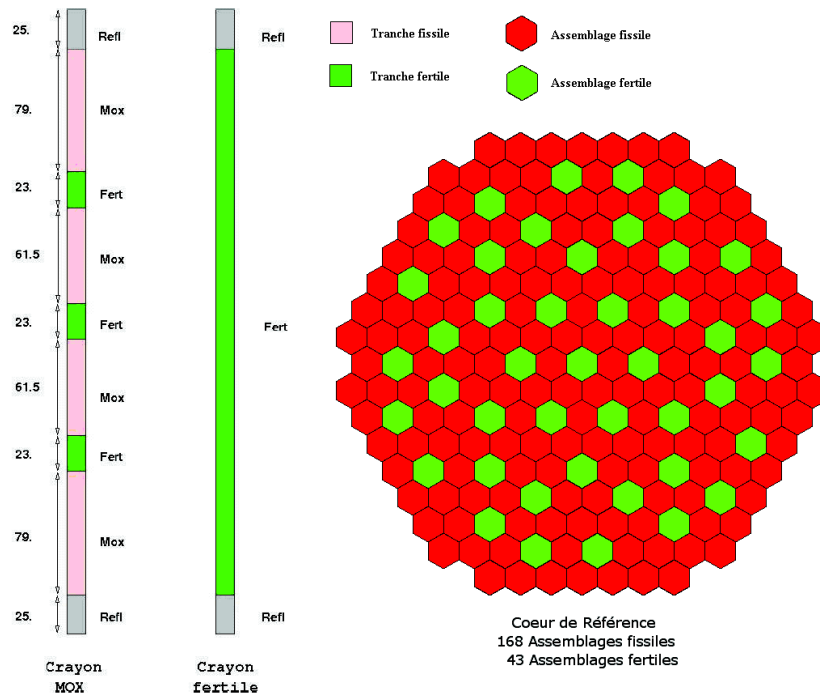 25.
Refl
79.
Mox
23.
Fert
61.5
Mox
23.
Fert
61.5
Mox
23.
Fert
79.
Mox
25.
Refl
Crayon
MOX
Refl
Fert
Refl
Crayon
fertile
Tranche fissile
Tranche fertile
Assemblage fissile
Assemblage fertile
Coeur de Référence
168 Assemblages fissiles
43 Assemblages fertiles